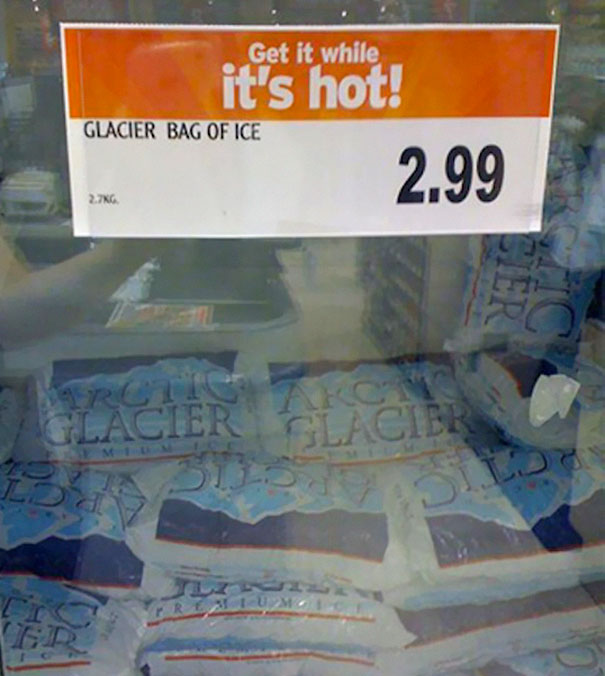 Get it while
it's hot!
GLACIER BAG OF ICE
2.99
2.7KG.
ARCTIC
GLACIER
ARCTIC
GLACIER
PREMIUM ICE